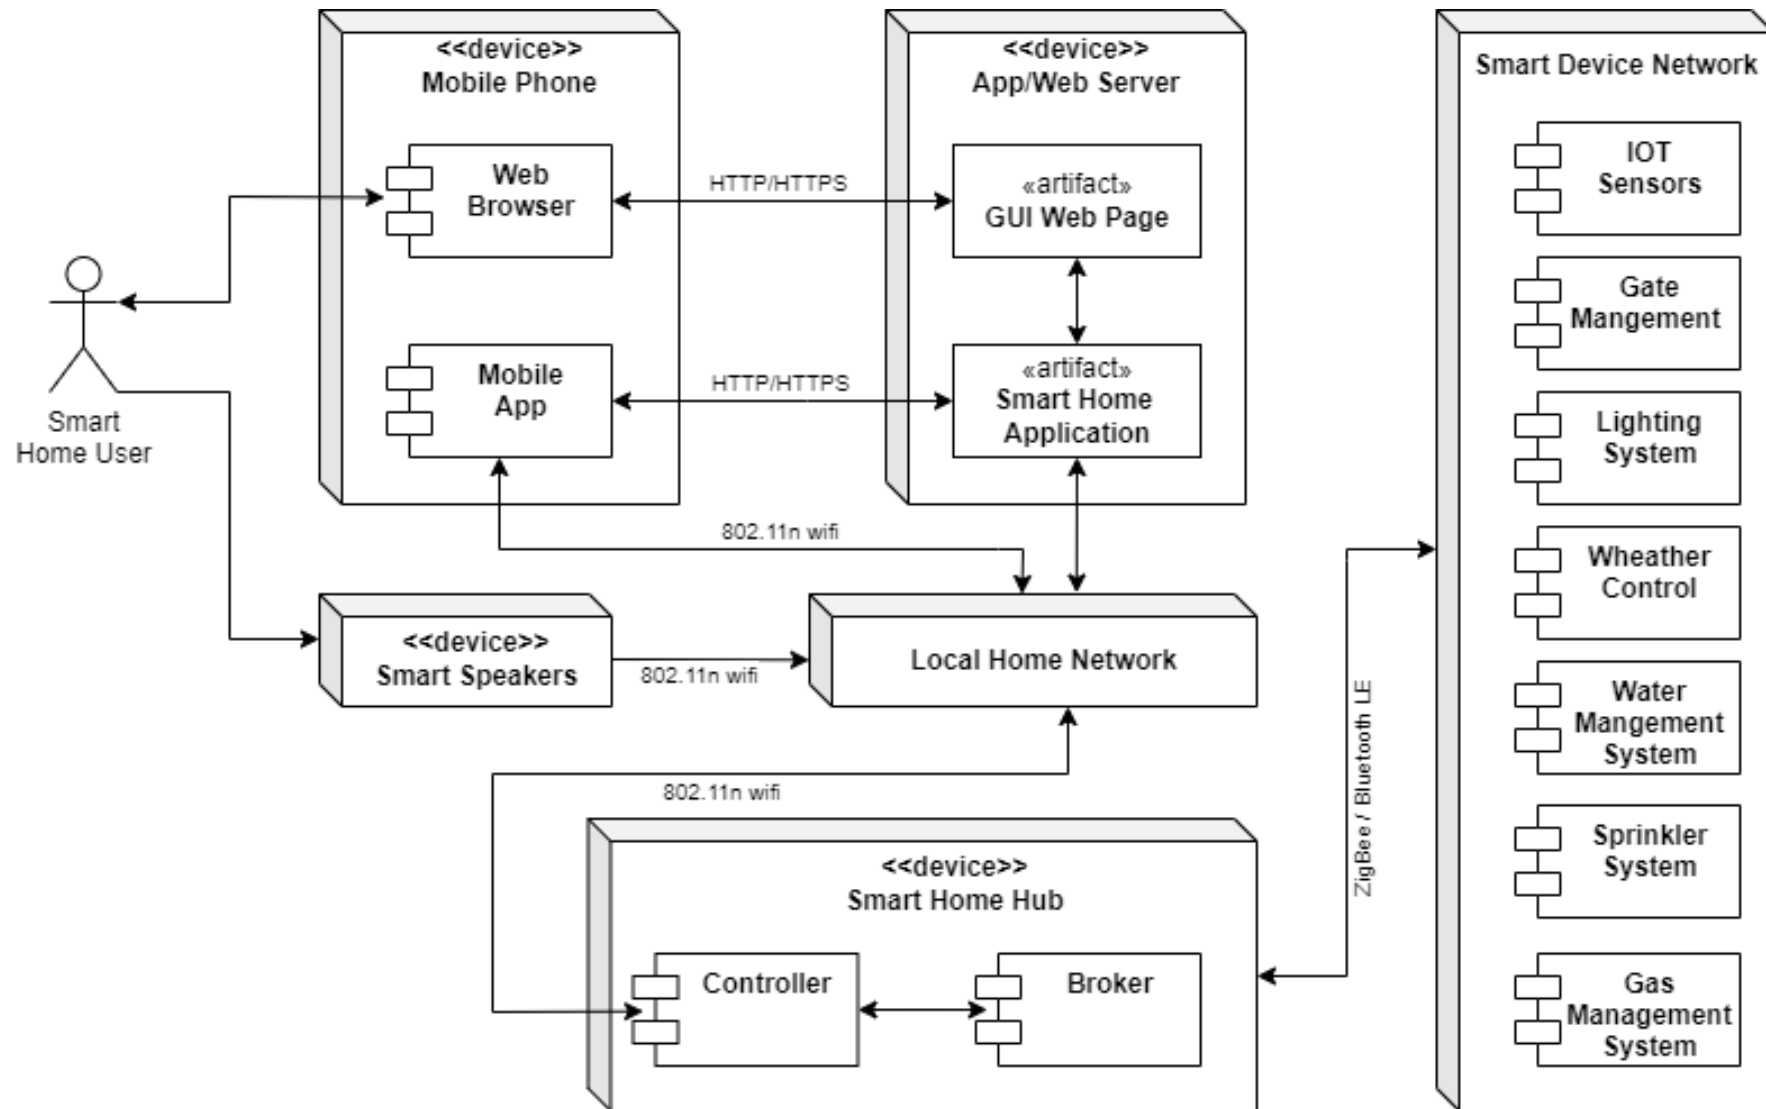 <<device>>
Mobile Phone
Web
Browser
Mobile
App
<<device>>
App/Web Server
«artifact»
GUI Web Page
«artifact»
Smart Home
Application
HTTP/HTTPS
HTTP/HTTPS
Smart
Home User
802.11n wifi
<<device>>
Smart Speakers
802.11n wifi
Local Home Network
802.11n wifi
<<device>>
Smart Home Hub
Controller
Broker
ZigBee / Bluetooth LE
Smart Device Network
IOT
Sensors
Gate
Mangement
Lighting
System
Wheather
Control
Water
Mangement
System
Sprinkler
System
Gas
Management
System